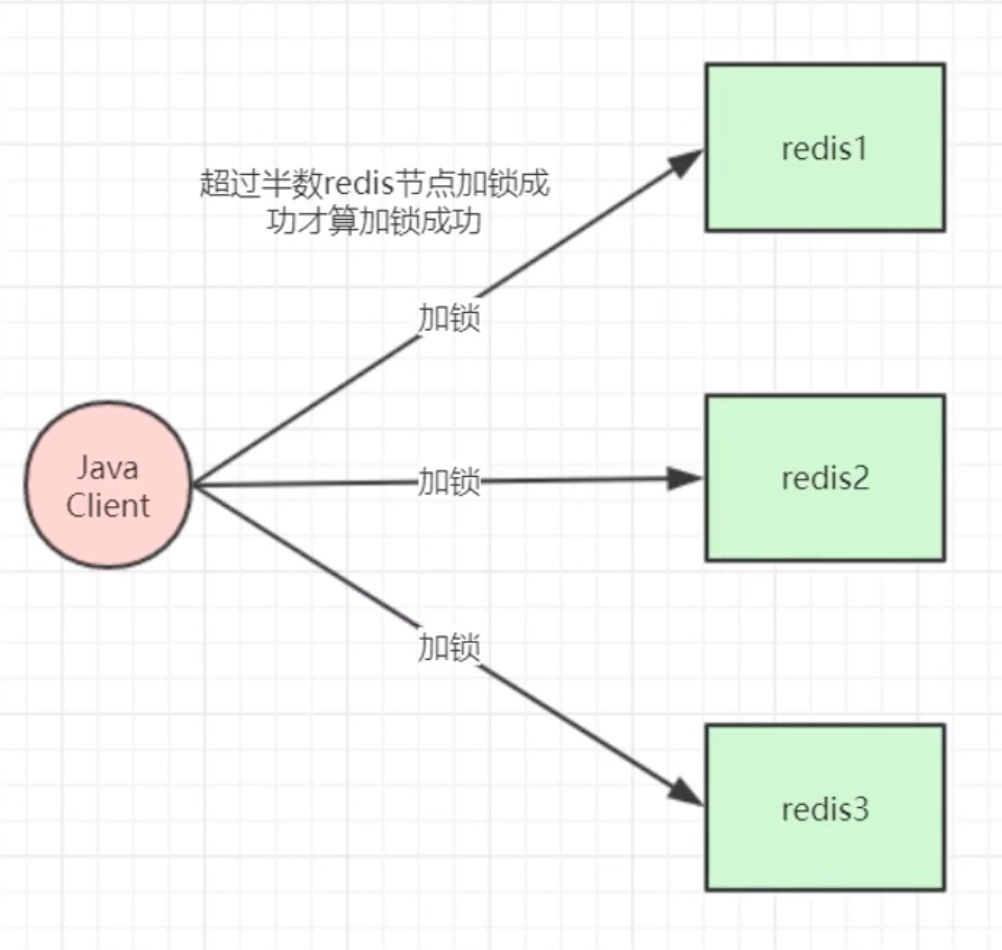 超过半数redis节点加锁成
功才算加锁成功
redis1
加锁
Java
Client
加锁
redis2
加锁
redis3